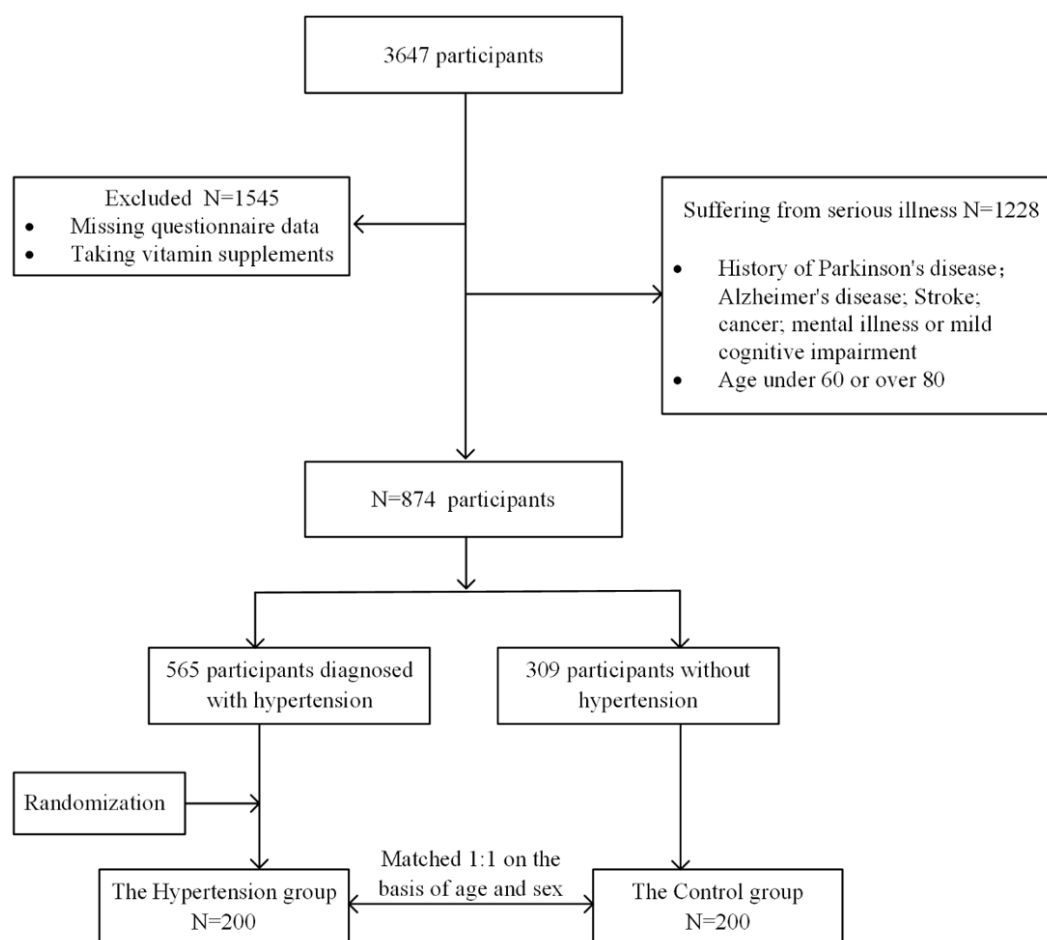 3647 participants
Excluded N=1545
• Missing questionnaire data
• Taking vitamin supplements
Suffering from serious illness N=1228
• History of Parkinson's disease；
Alzheimer's disease; Stroke;
cancer; mental illness or mild
cognitive impairment
• Age under 60 or over 80
N=874 participants
565 participants diagnosed
with hypertension
309 participants without
hypertension
Randomization
The Hypertension group
N=200
Matched 1:1 on the
basis of age and sex
The Control group
N=200